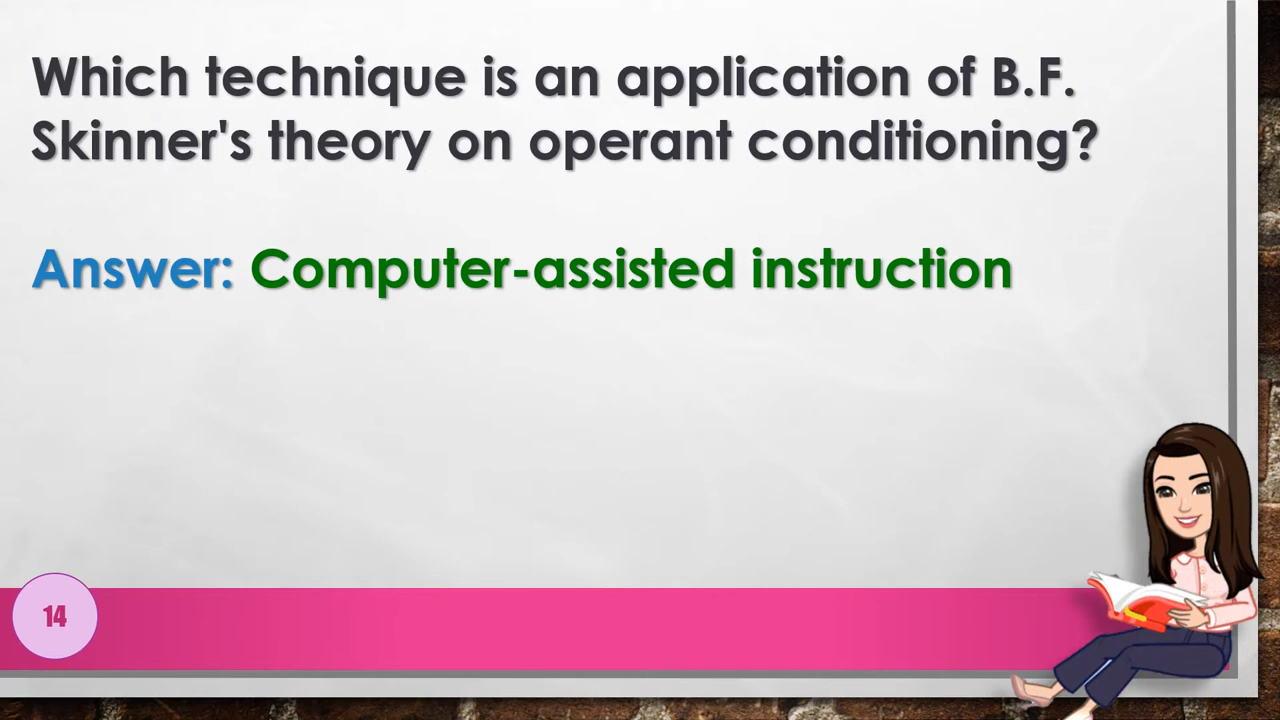 Which technique is an application of B.F.
Skinner's theory on operant conditioning?
Answer: Computer-assisted instruction
14